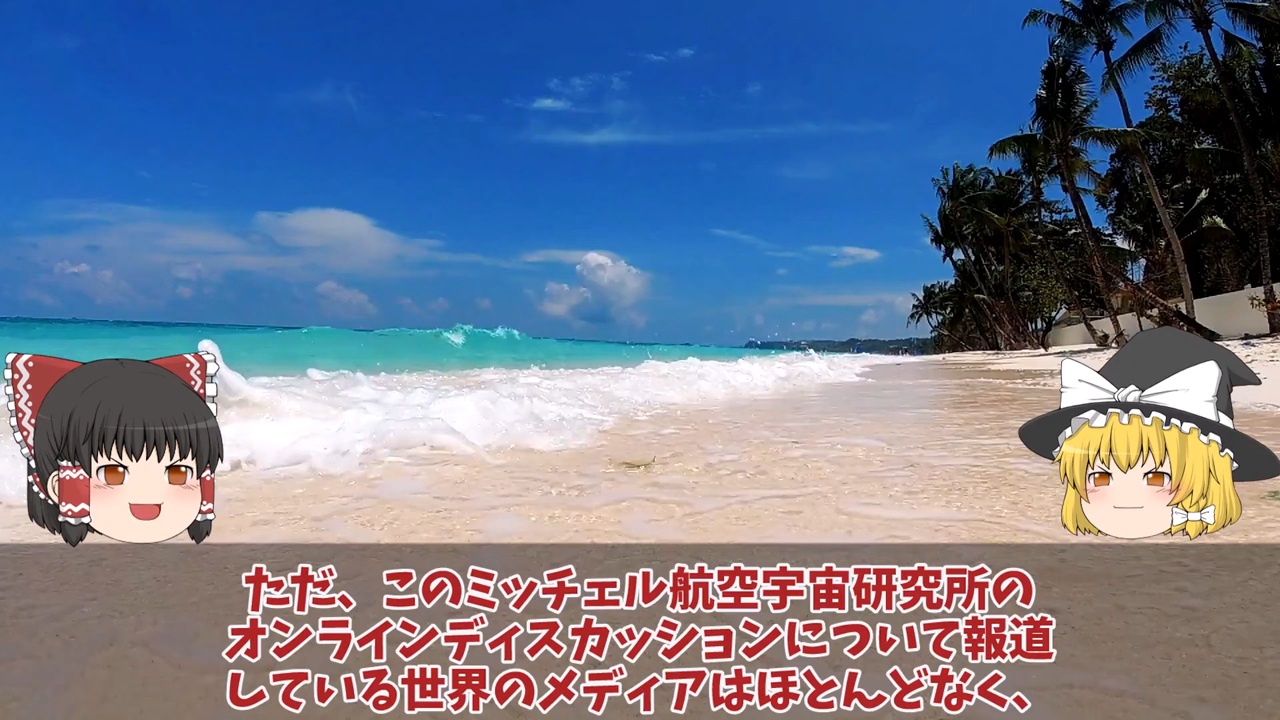 ただ、このミッチェル航空宇宙研究所の
オンラインディスカッションについて報道
している世界のメディアはほとんどなく、